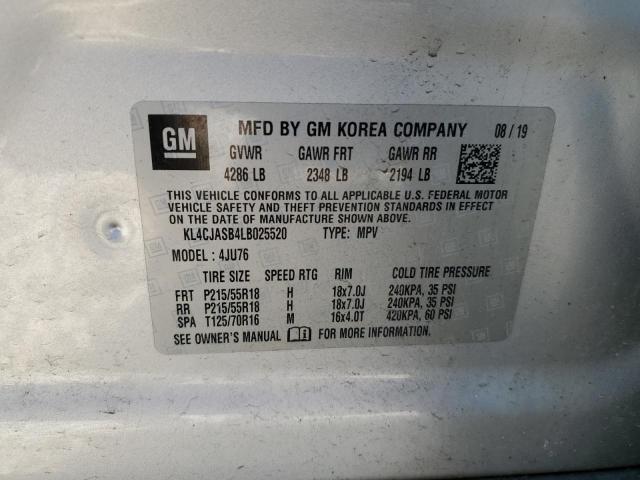 GM MFD BY GM KOREA COMPANY 08 / 19
GVWR GAWR FRT GAWR RR
4286 LB 2348 LB 2194 LB
THIS VEHICLE CONFORMS TO ALL APPLICABLE U.S. FEDERAL MOTOR
VEHICLE SAFETY AND THEFT PREVENTION STANDARDS IN EFFECT
ON THE DATE OF MANUFACTURE SHOWN ABOVE.
KL4CJASB4LB025520 TYPE: MPV
MODEL : 4JU76
TIRE SIZE SPEED RTG RIM COLD TIRE PRESSURE
FRT P215/55R18 H 18x7.0J 240KPA, 35 PSI
RR P215/55R18 H 18x7.0J 240KPA, 35 PSI
SPA T125/70R16 M 16x4.0T 420KPA, 60 PSI
SEE OWNER'S MANUAL FOR MORE INFORMATION.